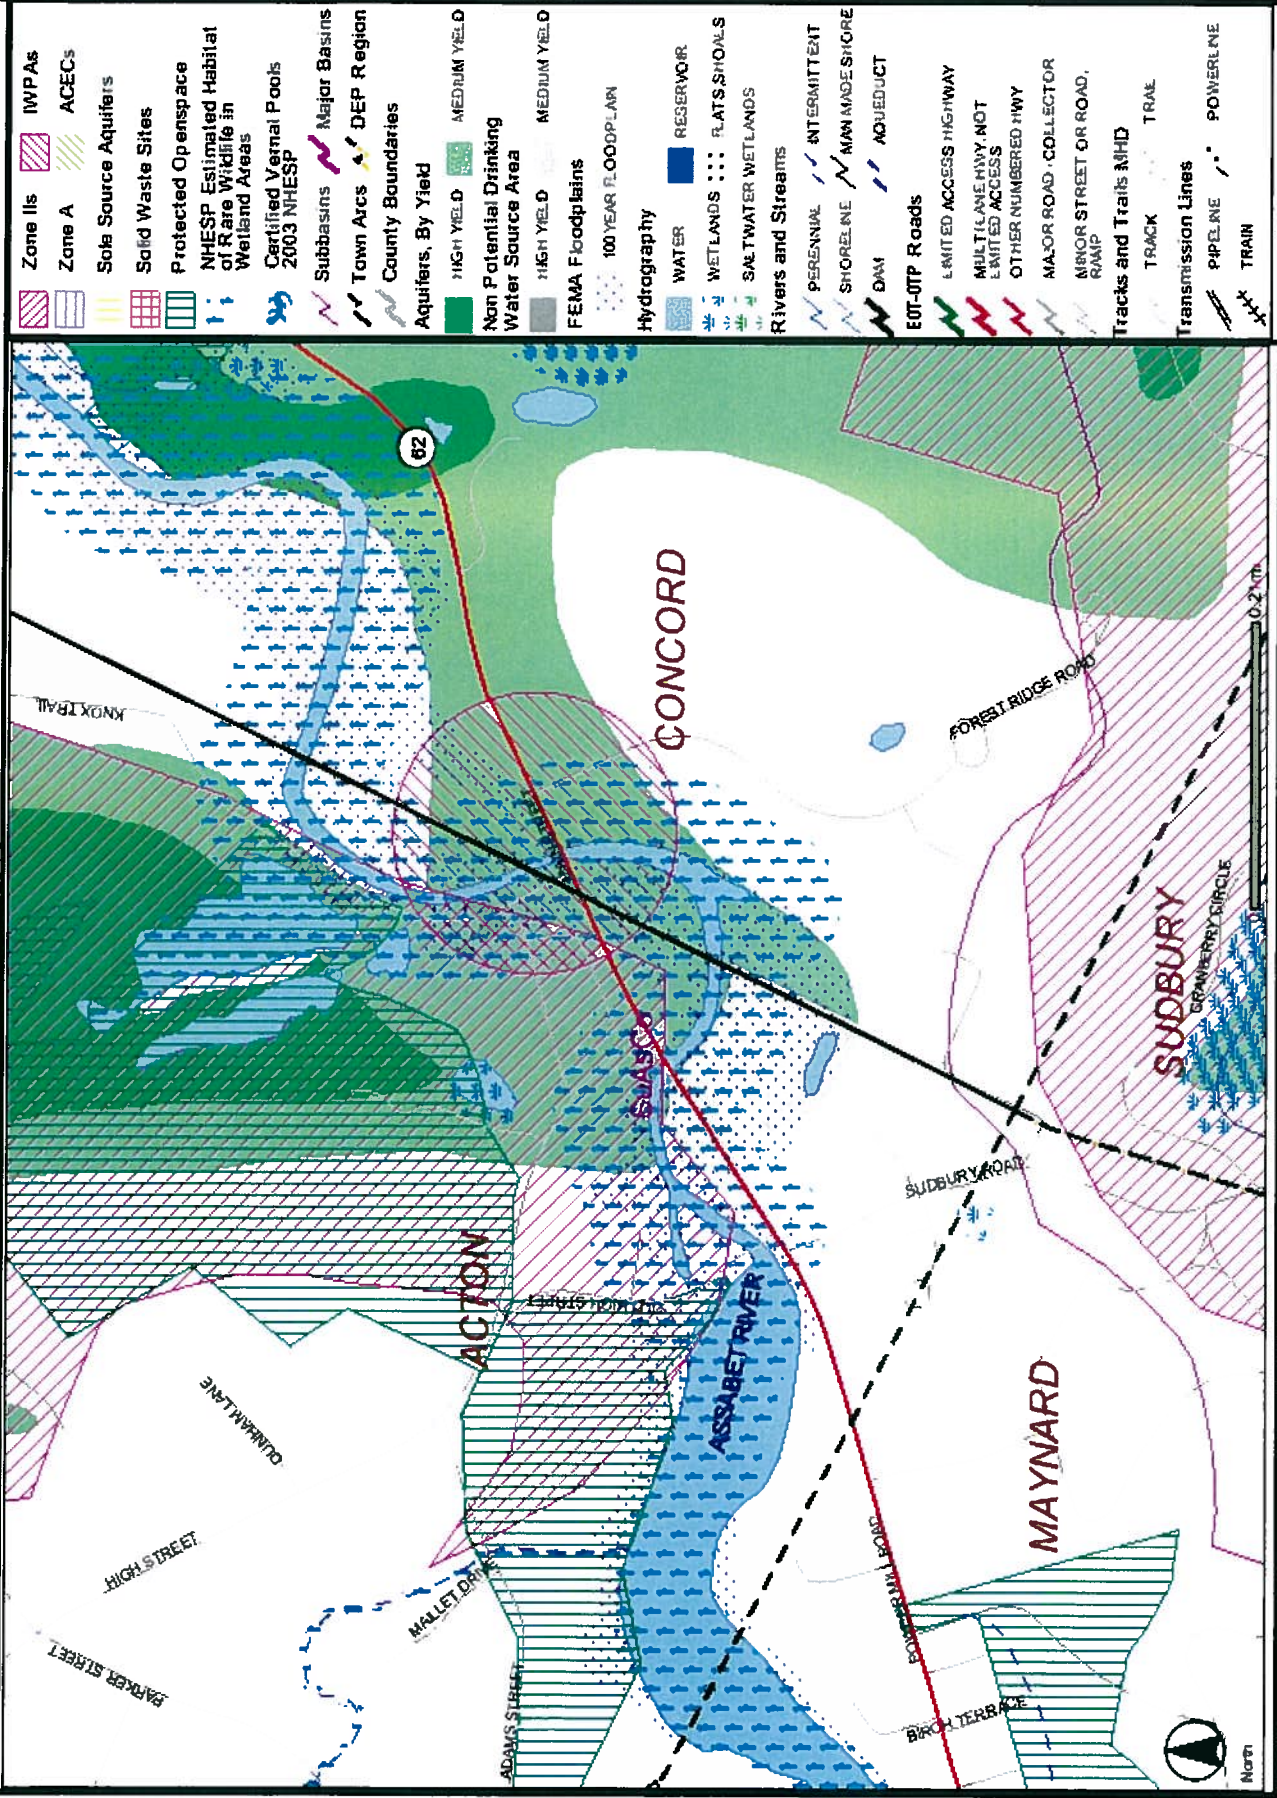 Zone IIs
IWPAs
Zone A
ACECs
Sole Source Aquifers
Solid Waste Sites
Protected Openspace
NHESP Estimated Habitat
of Rare Wildlife in
Wetland Areas
Certified Vernal Pools
2003 NHESP
Subbasins
Major Basins
Town Arcs
DEP Region
County Boundaries
Aquifers, By Yield
HIGH YIELD
MEDIUM YIELD
Non Potential Drinking
Water Source Area
HIGH YIELD
MEDIUM YIELD
FEMA Floodplains
100 YEAR FLOODPLAIN
Hydrography
WATER
RESERVOIR
WETLANDS
FLATS,SHOALS
SALTWATER WETLANDS
Rivers and Streams
PERENNIAL
INTERMITTENT
SHORELINE
MAN MADE SHORE
DAM
AQUEDUCT
EOT-OTP Roads
LIMITED ACCESS HIGHWAY
MULTI-LANE HWY, NOT
LIMITED ACCESS
OTHER NUMBERED HWY
MAJOR ROAD -COLLECTOR
MINOR STREET OR ROAD,
RAMP
Tracks and Trails MHD
TRACK
TRAIL
Transmission Lines
PIPELINE
POWERLINE
TRAIN
KNOX TRAIL
62
CONCORD
FOREST RIDGE ROAD
ACTON
SuAsCo
SUDBURY
CRANBERRY CIRCLE
0.21 km
DUNHAM LANE
HIGH STREET
PARKER STREET
MALLET DRIVE
ADAMS STREET
OLD HIGH STREET
ASSABET RIVER
SUDBURY ROAD
MAYNARD
POWDER MILL ROAD
BIRCH TERRACE
North